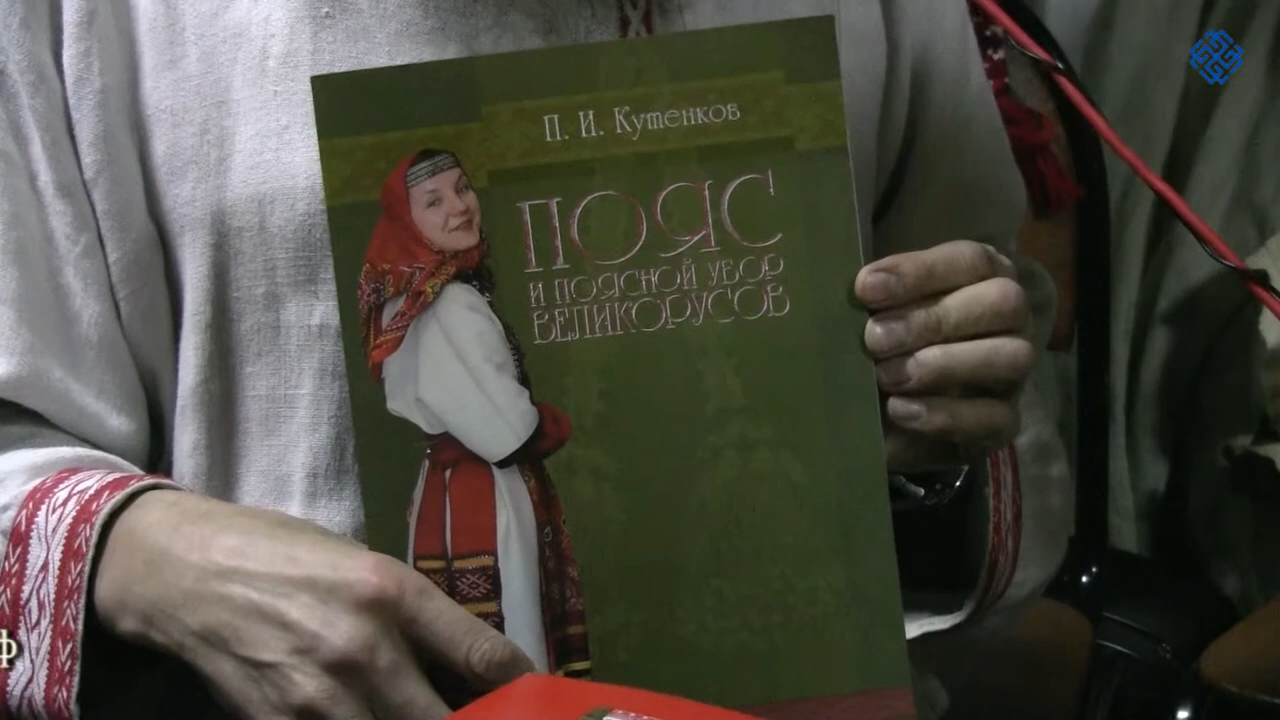 П. И. Кутенков
ПОЯС
И ПОЯСНОЙ УБОР
ВЕЛИКОРУСОВ
ф